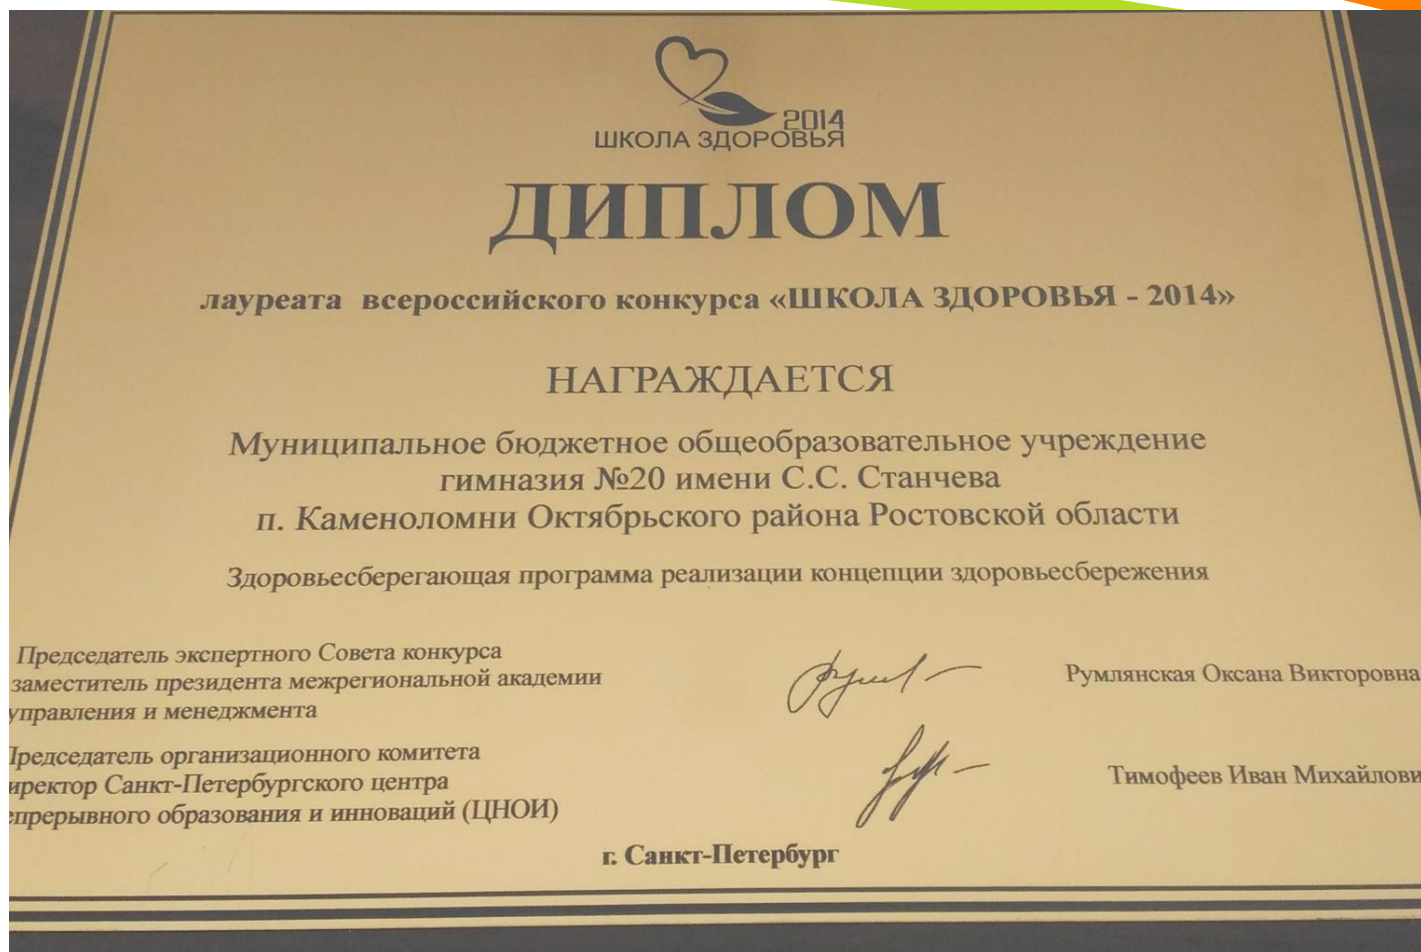 2014
ШКОЛА ЗДОРОВЬЯ
ДИПЛОМ
лауреата всероссийского конкурса «ШКОЛА ЗДОРОВЬЯ - 2014»
НАГРАЖДАЕТСЯ
Муниципальное бюджетное общеобразовательное учреждение
гимназия №20 имени С.С. Станчева
п. Каменоломни Октябрьского района Ростовской области
Здоровьесберегающая программа реализации концепции здоровьесбережения
Председатель экспертного Совета конкурса
заместитель президента межрегиональной академии
управления и менеджмента
Румлянская Оксана Викторовна
Председатель организационного комитета
иректор Санкт-Петербургского центра
епрерывного образования и инноваций (ЦНОИ)
Тимофеев Иван Михайлови
г. Санкт-Петербург